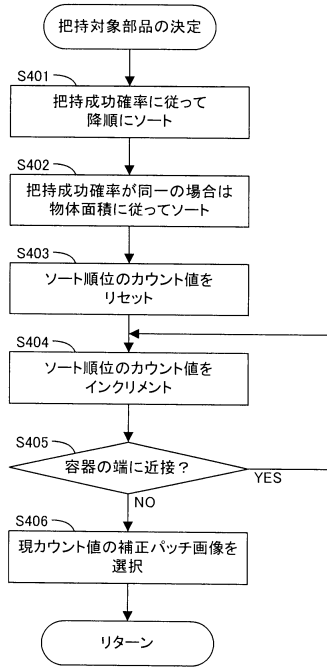 把持対象部品の決定
S401
把持成功確率に従って
降順にソート
S402
把持成功確率が同一の場合は
物体面積に従ってソート
S403
ソート順位のカウント値を
リセット
S404
ソート順位のカウント値を
インクリメント
S405
容器の端に近接？
YES
NO
S406
現カウント値の補正パッチ画像を
選択
リターン